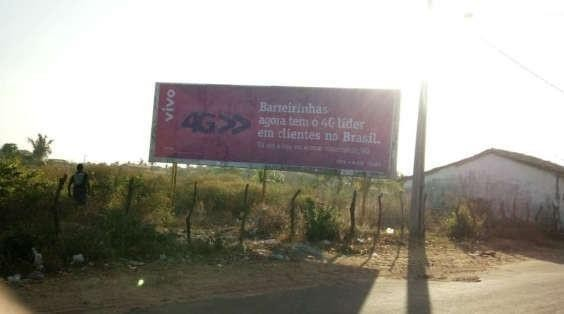 vivo
4G>>
Barreirinhas
agora tem o 4G líder
em clientes no Brasil.